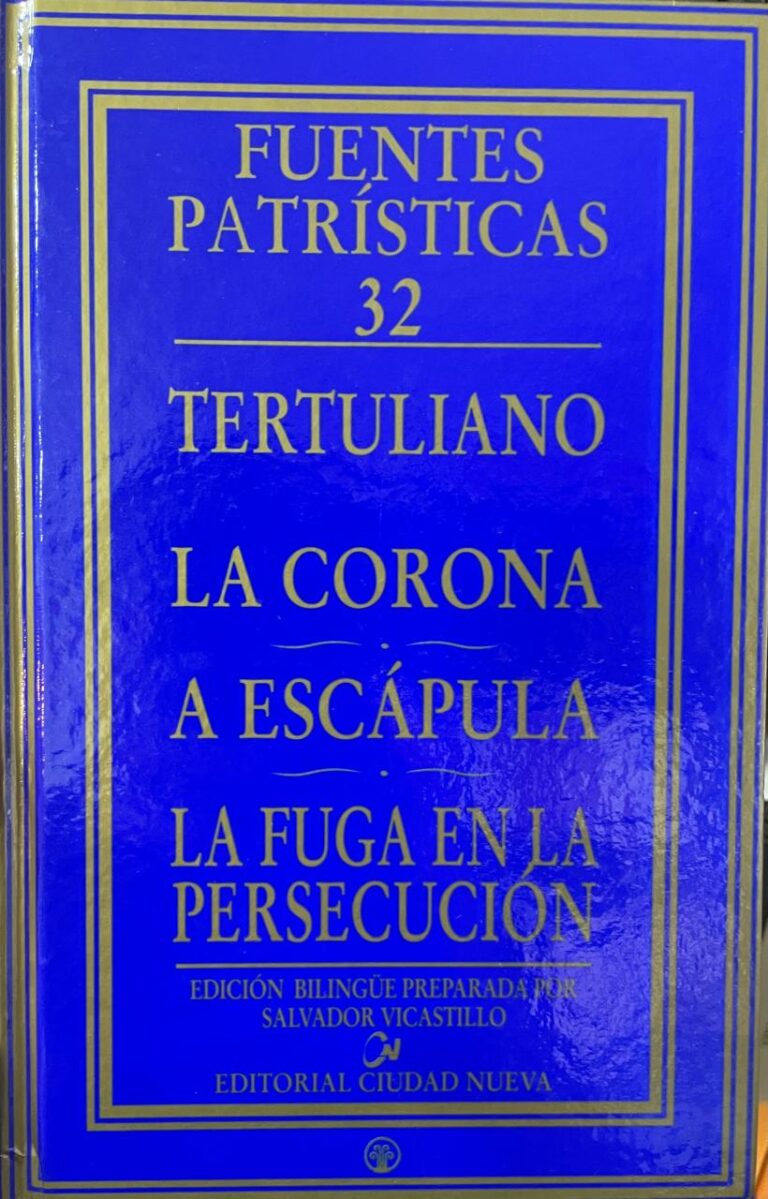 FUENTES
PATRÍSTICAS
32
TERTULIANO
LA CORONA
A ESCÁPULA
LA FUGA EN LA
PERSECUCIÓN
EDICIÓN BILINGÜE PREPARADA POR
SALVADOR VICASTILLO
CN
EDITORIAL CIUDAD NUEVA